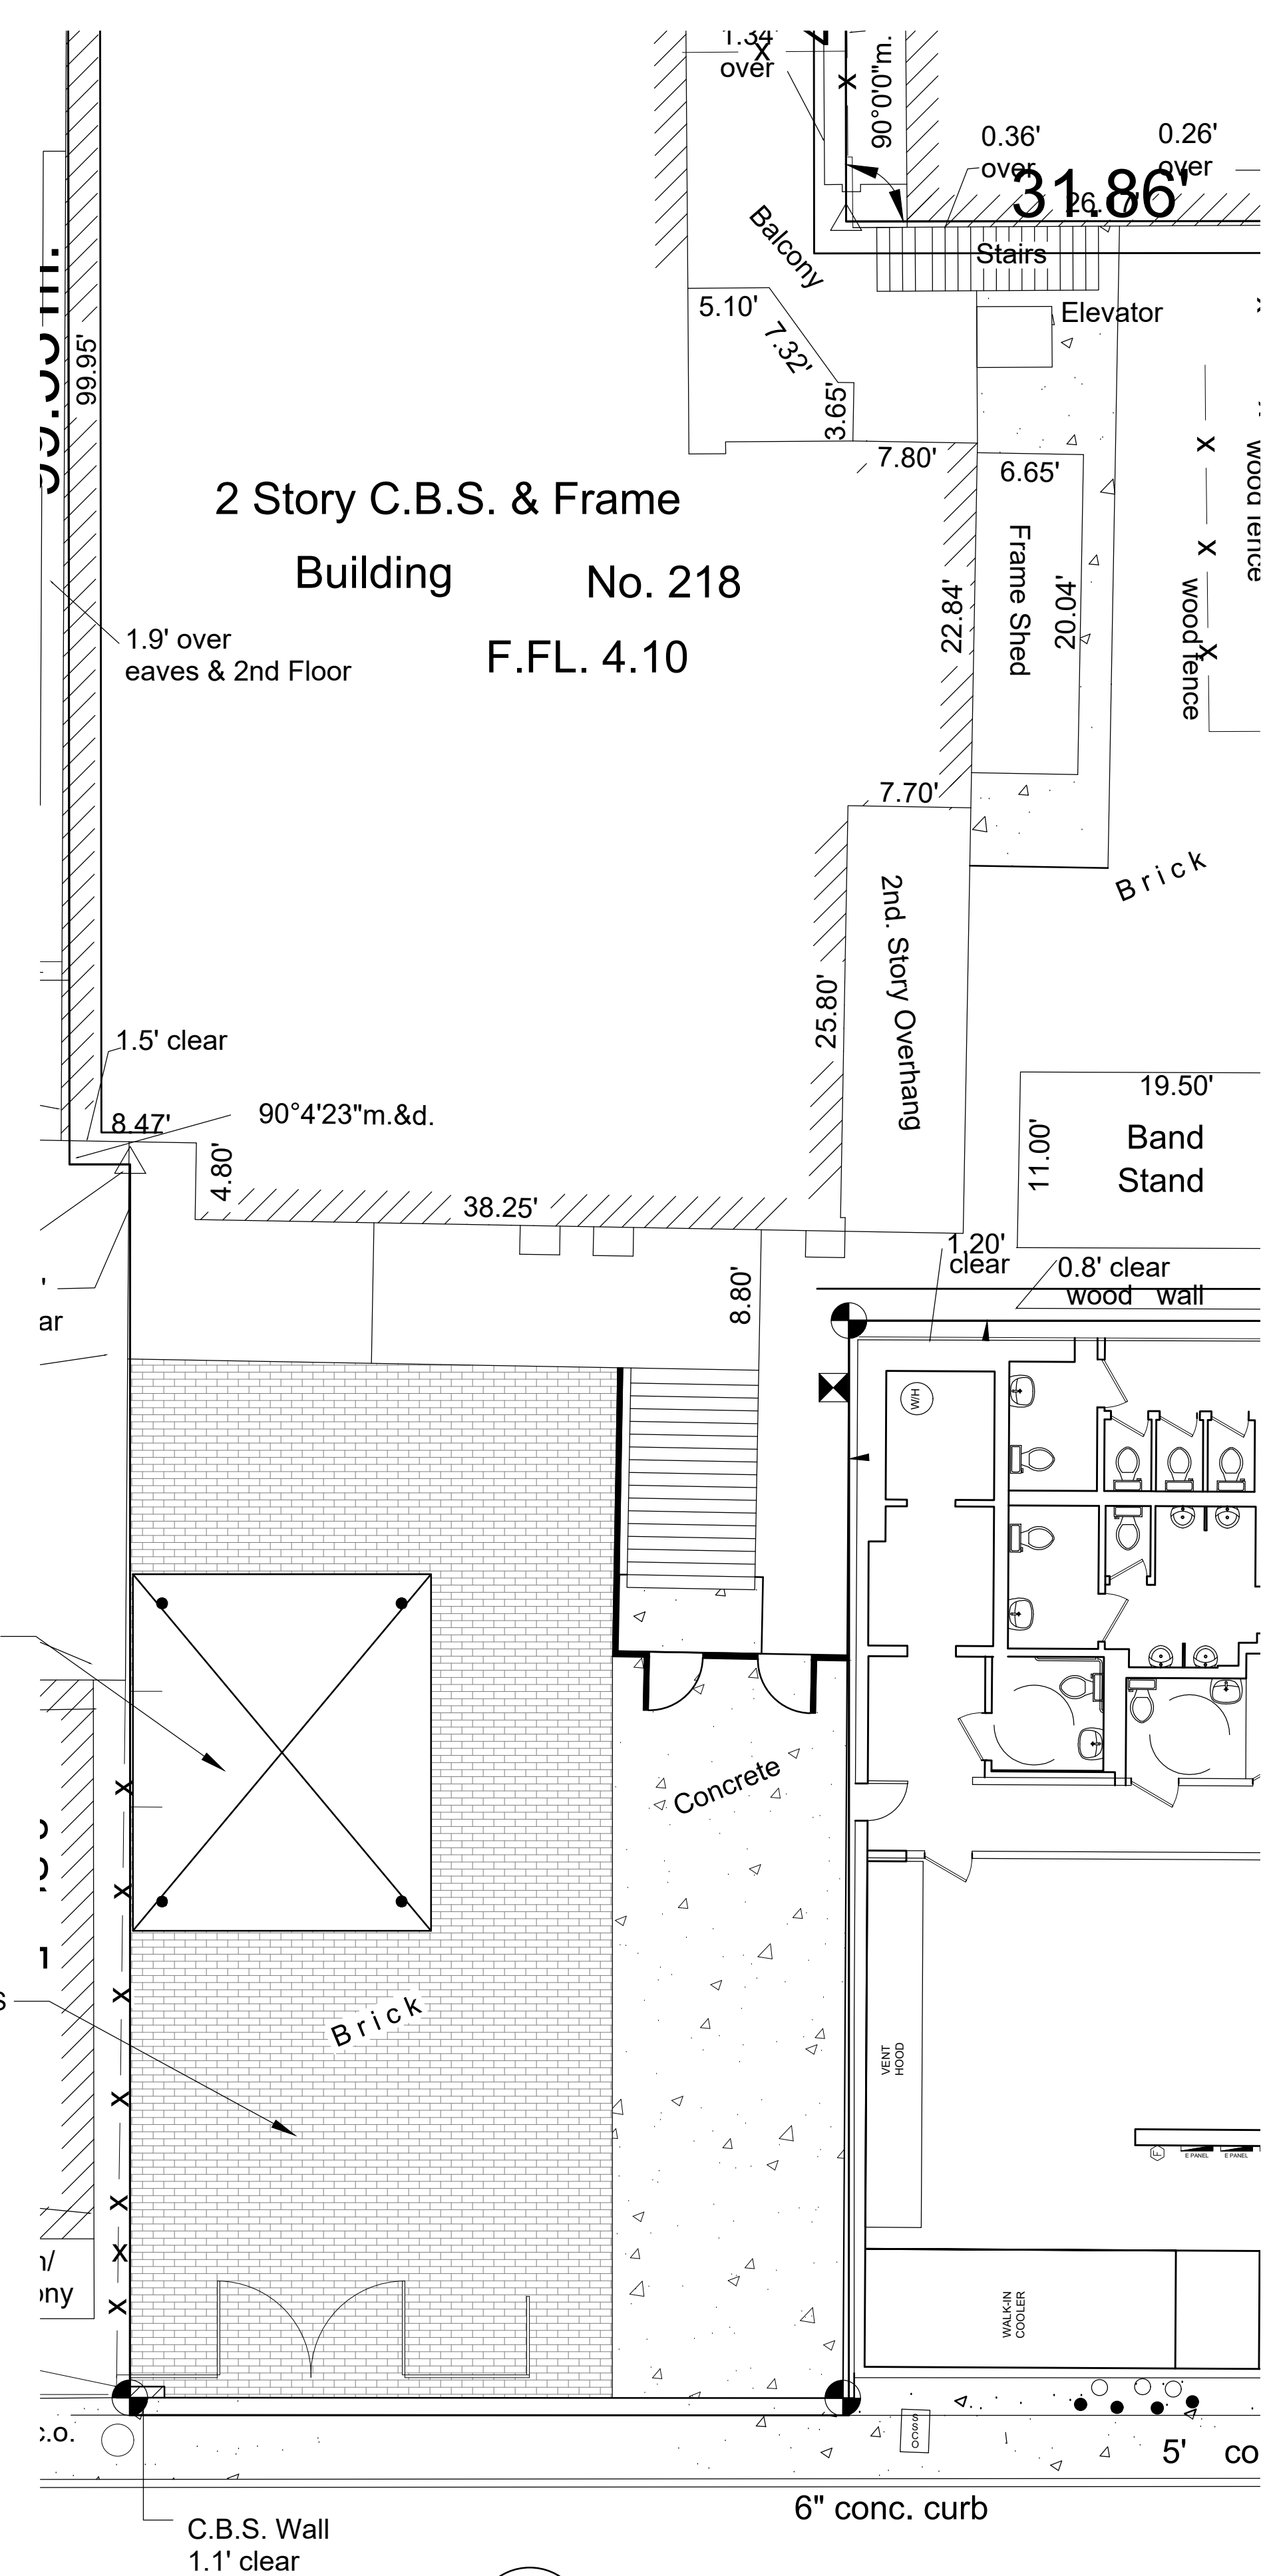 1.34'
over
90°0'0"m.
0.36'
over
0.26'
over
31.86'
Stairs
Balcony
Elevator
5.10'
7.32'
3.65'
7.80'
6.65'
99.95'
2 Story C.B.S. & Frame
Building No. 218
F.FL. 4.10
Frame Shed
20.04'
22.84'
wood fence
wood fence
1.9' over
eaves & 2nd Floor
7.70'
Brick
2nd. Story Overhang
25.80'
1.5' clear
8.47'
90°4'23"m.&d.
4.80'
38.25'
19.50'
11.00'
Band
Stand
1.20'
clear
0.8' clear
wood wall
8.80'
ar
W/H
Concrete
Brick
VENT
HOOD
E PANEL
E PANEL
WALK-IN
COOLER
ony
c.o.
SSCO
5' co
6" conc. curb
C.B.S. Wall
1.1' clear